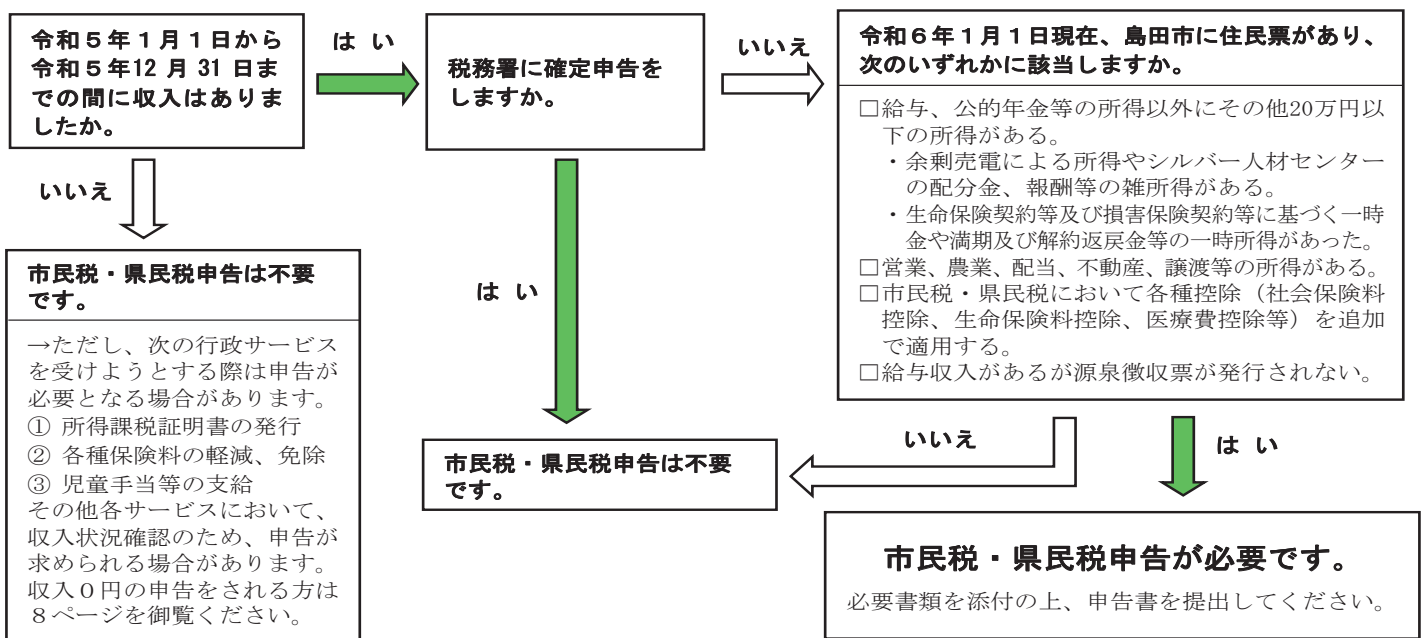 令和５年１月１日から
令和５年12 月 31 日ま
での間に収入はありま
したか。
は い
税務署に確定申告を
しますか。
いいえ
令和６年１月１日現在、島田市に住民票があり、
次のいずれかに該当しますか。
□給与、公的年金等の所得以外にその他20万円以
下の所得がある。
・余剰売電による所得やシルバー人材センター
の配分金、報酬等の雑所得がある。
・生命保険契約等及び損害保険契約等に基づく一時
金や満期及び解約返戻金等の一時所得があった。
□営業、農業、配当、不動産、譲渡等の所得がある。
□市民税・県民税において各種控除（社会保険料
控除、生命保険料控除、医療費控除等）を追加
で適用する。
□給与収入があるが源泉徴収票が発行されない。
いいえ
市民税・県民税申告は不要
です。
→ただし、次の行政サービス
を受けようとする際は申告が
必要となる場合があります。
① 所得課税証明書の発行
② 各種保険料の軽減、免除
③ 児童手当等の支給
その他各サービスにおいて、
収入状況確認のため、申告が
求められる場合があります。
収入０円の申告をされる方は
８ページを御覧ください。
は い
市民税・県民税申告は不要
です。
いいえ
は い
市民税・県民税申告が必要です。
必要書類を添付の上、申告書を提出してください。